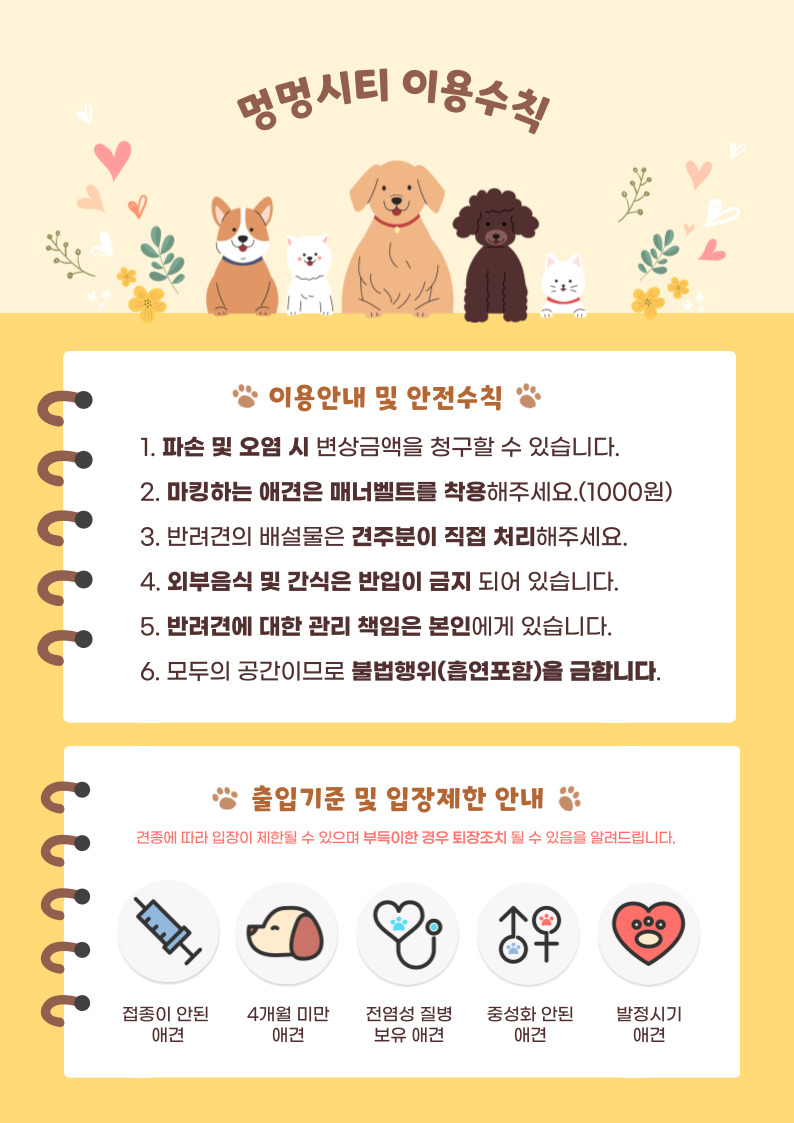 멍멍시티 이용수칙
이용안내 및 안전수칙
1. 파손 및 오염 시 변상금액을 청구할 수 있습니다.
2. 마킹하는 애견은 매너벨트를 착용해주세요.(1000원)
3. 반려견의 배설물은 견주분이 직접 처리해주세요.
4. 외부음식 및 간식은 반입이 금지 되어 있습니다.
5. 반려견에 대한 관리 책임은 본인에게 있습니다.
6. 모두의 공간이므로 불법행위(흡연포함)을 금합니다.
출입기준 및 입장제한 안내
견종에 따라 입장이 제한될 수 있으며 부득이한 경우 퇴장조치 될 수 있음을 알려드립니다.
접종이 안된
애견
4개월 미만
애견
전염성 질병
보유 애견
중성화 안된
애견
발정시기
애견